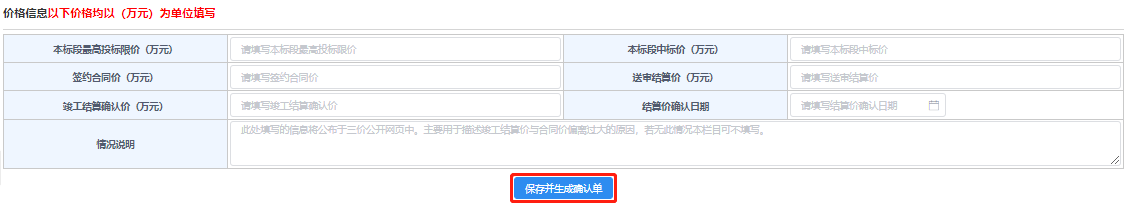 价格信息以下价格均以（万元）为单位填写
本标段最高投标限价（万元） 请填写本标段最高投标限价 本标段中标价（万元） 请填写本标段中标价
签约合同价（万元） 请填写签约合同价 送审结算价（万元） 请填写送审结算价
竣工结算确认价（万元） 请填写竣工结算确认价 结算价确认日期 请填写结算价确认日期
情况说明 此处填写的信息将公布于三价公开网页中。主要用于描述竣工结算价与合同价偏离过大的原因，若无此情况本栏目可不填写。
保存并生成确认单